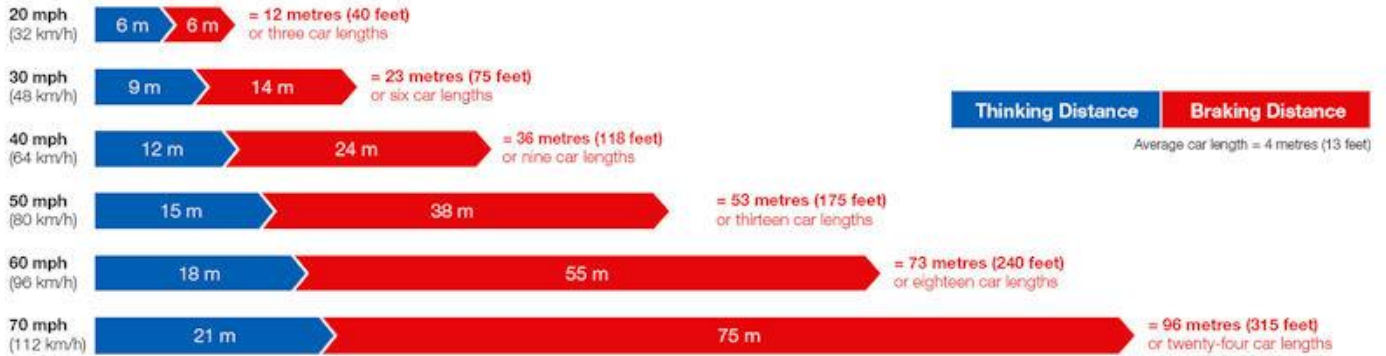 20 mph
(32 km/h)
6 m
6 m
= 12 metres (40 feet)
or three car lengths
30 mph
(48 km/h)
9 m
14 m
= 23 metres (75 feet)
or six car lengths
Thinking Distance
Braking Distance
Average car length = 4 metres (13 feet)
40 mph
(64 km/h)
12 m
24 m
= 36 metres (118 feet)
or nine car lengths
50 mph
(80 km/h)
15 m
38 m
= 53 metres (175 feet)
or thirteen car lengths
60 mph
(96 km/h)
18 m
55 m
= 73 metres (240 feet)
or eighteen car lengths
70 mph
(112 km/h)
21 m
75 m
= 96 metres (315 feet)
or twenty-four car lengths